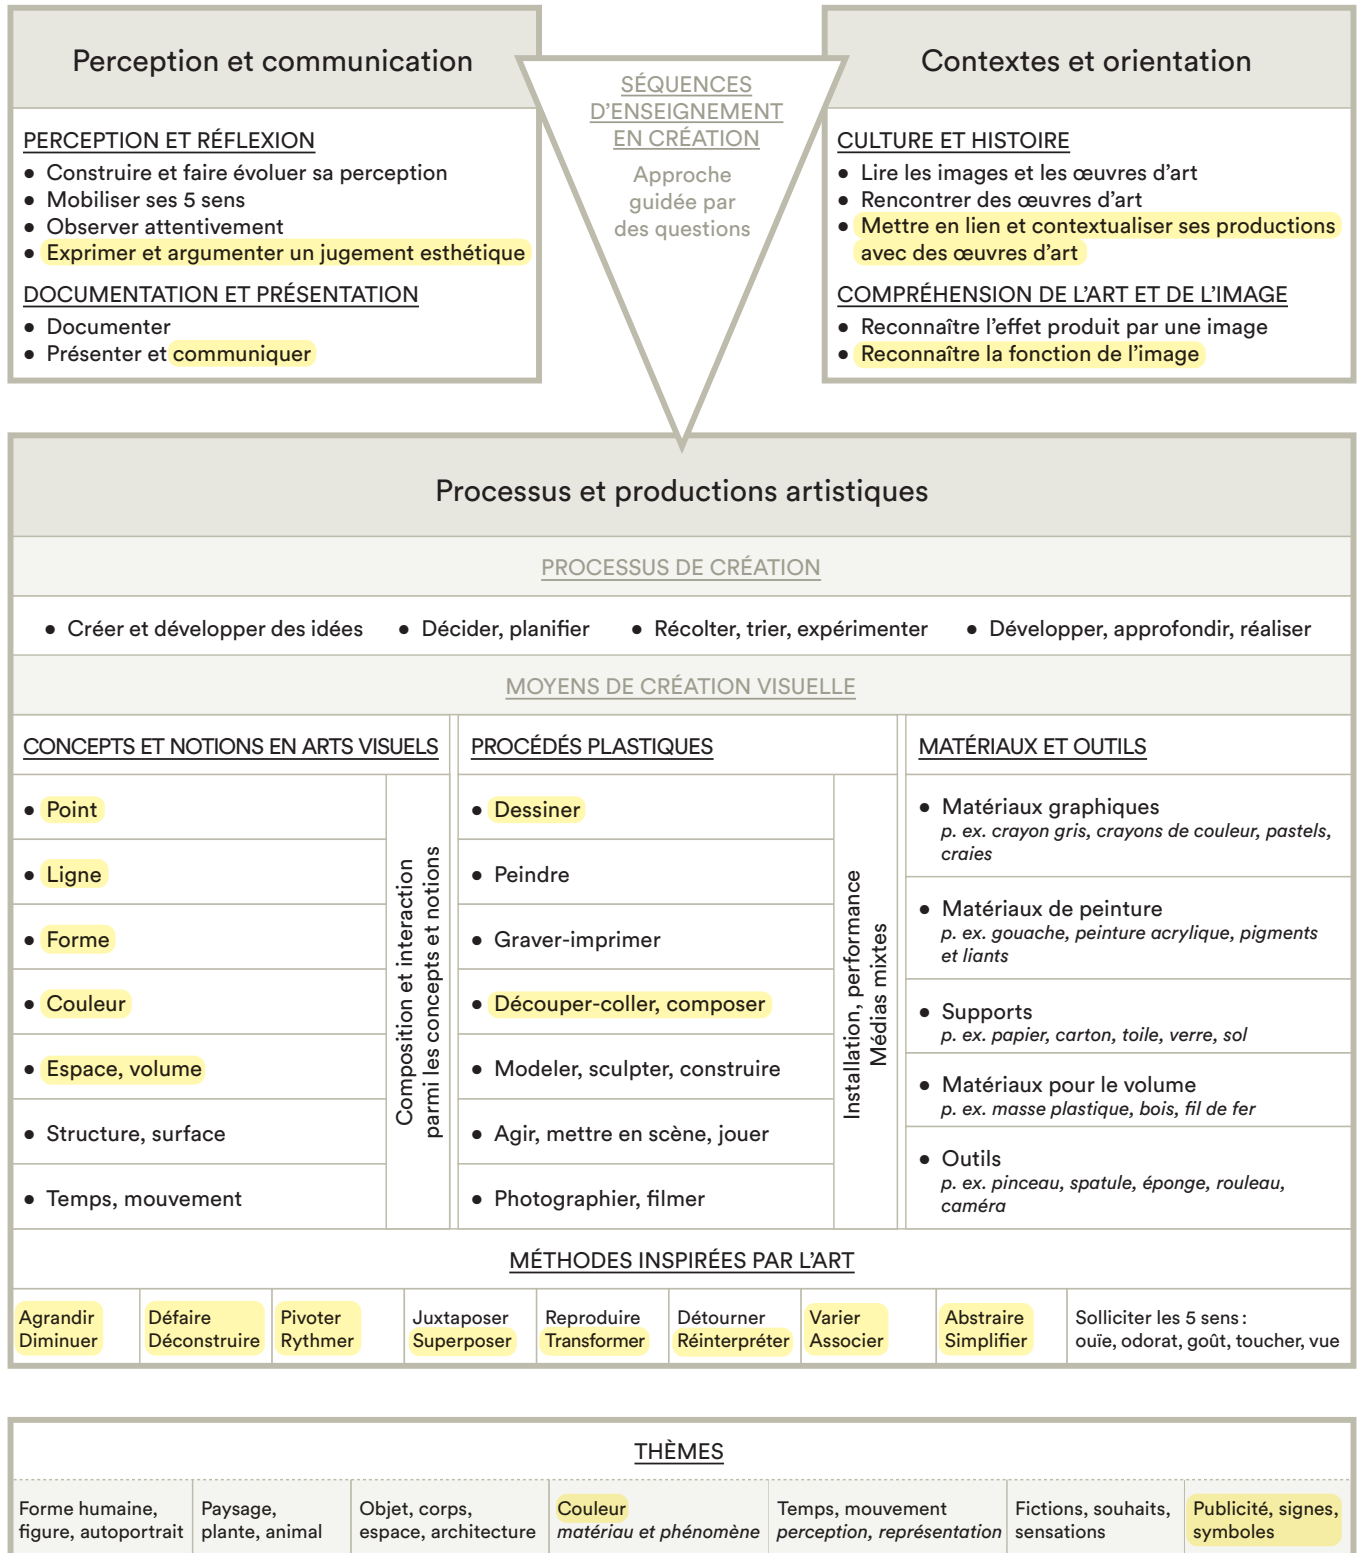 Perception et communication
PERCEPTION ET RÉFLEXION
● Construire et faire évoluer sa perception
● Mobiliser ses 5 sens
● Observer attentivement
● Exprimer et argumenter un jugement esthétique
DOCUMENTATION ET PRÉSENTATION
● Documenter
● Présenter et communiquer
SÉQUENCES
D’ENSEIGNEMENT
EN CRÉATION
Approche
guidée par
des questions
Contextes et orientation
CULTURE ET HISTOIRE
● Lire les images et les œuvres d’art
● Rencontrer des œuvres d’art
● Mettre en lien et contextualiser ses productions
avec des œuvres d’art
COMPRÉHENSION DE L’ART ET DE L’IMAGE
● Reconnaître l’effet produit par une image
● Reconnaître la fonction de l’image
Processus et productions artistiques
PROCESSUS DE CRÉATION
● Créer et développer des idées ● Décider, planifier ● Récolter, trier, expérimenter ● Développer, approfondir, réaliser
MOYENS DE CRÉATION VISUELLE
CONCEPTS ET NOTIONS EN ARTS VISUELS
● Point
● Ligne
● Forme
● Couleur
● Espace, volume
● Structure, surface
● Temps, mouvement
Composition et interaction
parmi les concepts et notions
PROCÉDÉS PLASTIQUES
● Dessiner
● Peindre
● Graver-imprimer
● Découper-coller, composer
● Modeler, sculpter, construire
● Agir, mettre en scène, jouer
● Photographier, filmer
Installation, performance
Médias mixtes
MATÉRIAUX ET OUTILS
● Matériaux graphiques
p. ex. crayon gris, crayons de couleur, pastels,
craies
● Matériaux de peinture
p. ex. gouache, peinture acrylique, pigments
et liants
● Supports
p. ex. papier, carton, toile, verre, sol
● Matériaux pour le volume
p. ex. masse plastique, bois, fil de fer
● Outils
p. ex. pinceau, spatule, éponge, rouleau,
caméra
MÉTHODES INSPIRÉES PAR L’ART
Agrandir
Diminuer
Défaire
Déconstruire
Pivoter
Rythmer
Juxtaposer
Superposer
Reproduire
Transformer
Détourner
Réinterpréter
Varier
Associer
Abstraire
Simplifier
Solliciter les 5 sens :
ouïe, odorat, goût, toucher, vue
THÈMES
Forme humaine,
figure, autoportrait
Paysage,
plante, animal
Objet, corps,
espace, architecture
Couleur
matériau et phénomène
Temps, mouvement
perception, représentation
Fictions, souhaits,
sensations
Publicité, signes,
symboles